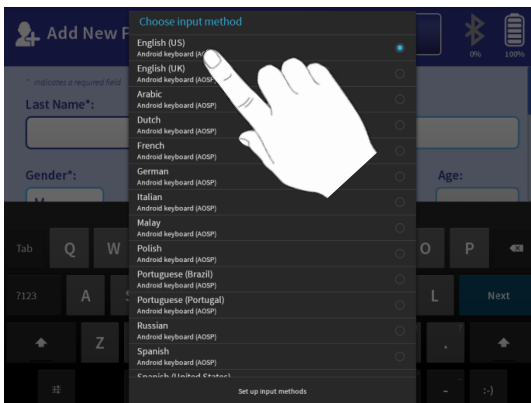 Add New P
0%
100%
* indicates a required field
Last Name*:
Gender*:
Age:
Choose input method
English (US)
Android keyboard (AO
English (UK)
Android keyboard (AOSP)
Arabic
Android keyboard (AOSP)
Dutch
Android keyboard (AOSP)
French
Android keyboard (AOSP)
German
Android keyboard (AOSP)
Italian
Android keyboard (AOSP)
Malay
Android keyboard (AOSP)
Polish
Android keyboard (AOSP)
Portuguese (Brazil)
Android keyboard (AOSP)
Portuguese (Portugal)
Android keyboard (AOSP)
Russian
Android keyboard (AOSP)
Spanish
Android keyboard (AOSP)
Spanish (United States)
Set up input methods
Tab Q W O P
?123 A L Next
Z . ?
- :-)